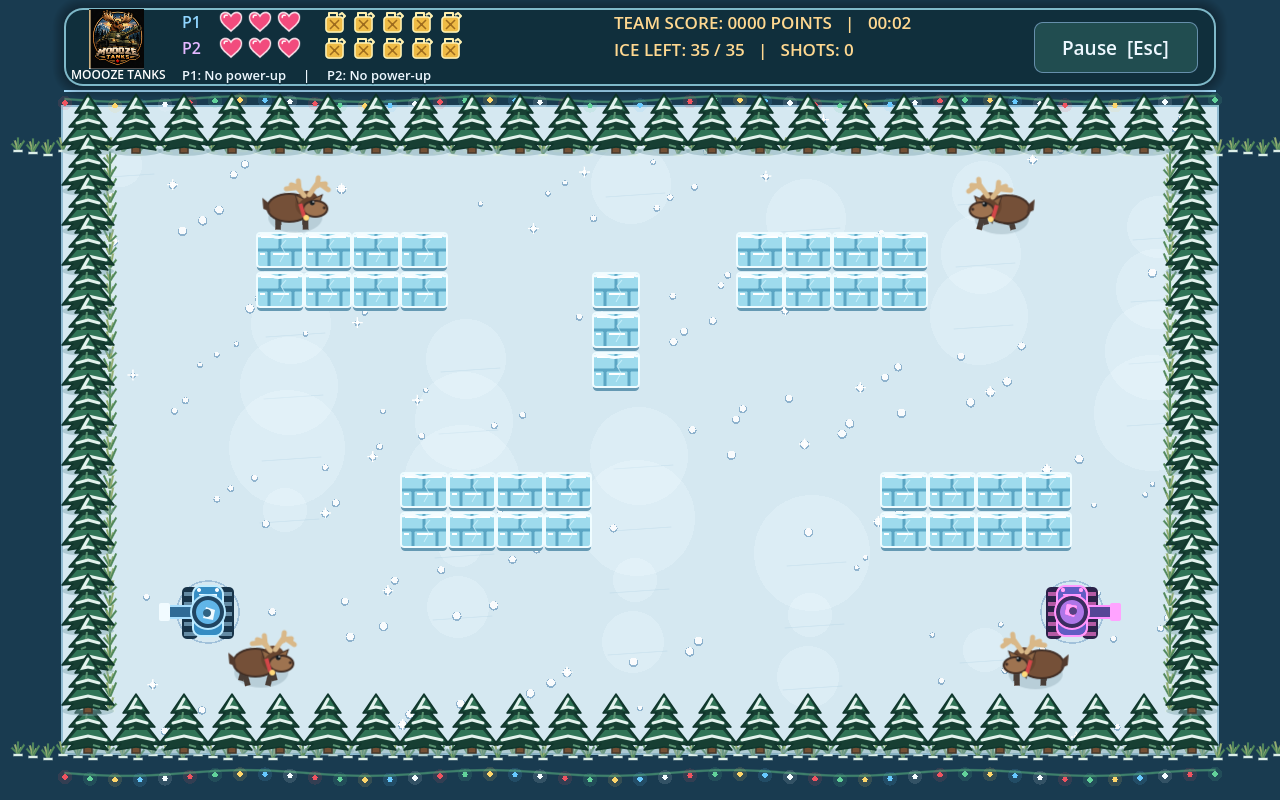 P1
TEAM SCORE: 0000 POINTS | 00:02
P2
ICE LEFT: 35 / 35 | SHOTS: 0
Pause [Esc]
MOOOZE
TANKS
MOOOZE TANKS
P1: No power-up | P2: No power-up